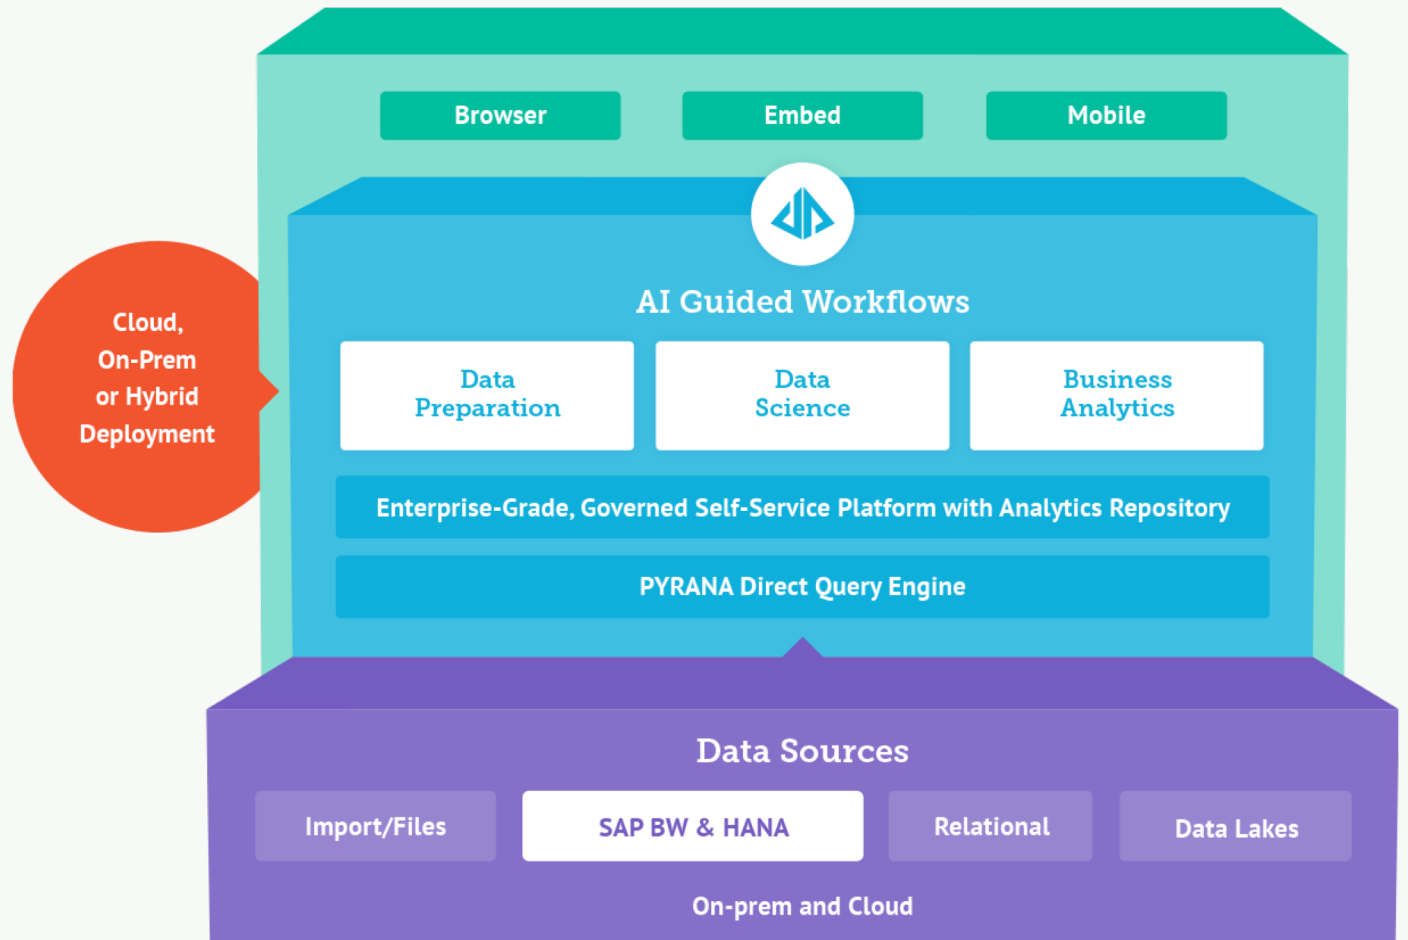 Browser
Embed
Mobile
Cloud,
On-Prem
or Hybrid
Deployment
AI Guided Workflows
Data
Preparation
Data
Science
Business
Analytics
Enterprise-Grade, Governed Self-Service Platform with Analytics Repository
PYRANA Direct Query Engine
Data Sources
Import/Files
SAP BW & HANA
Relational
Data Lakes
On-prem and Cloud